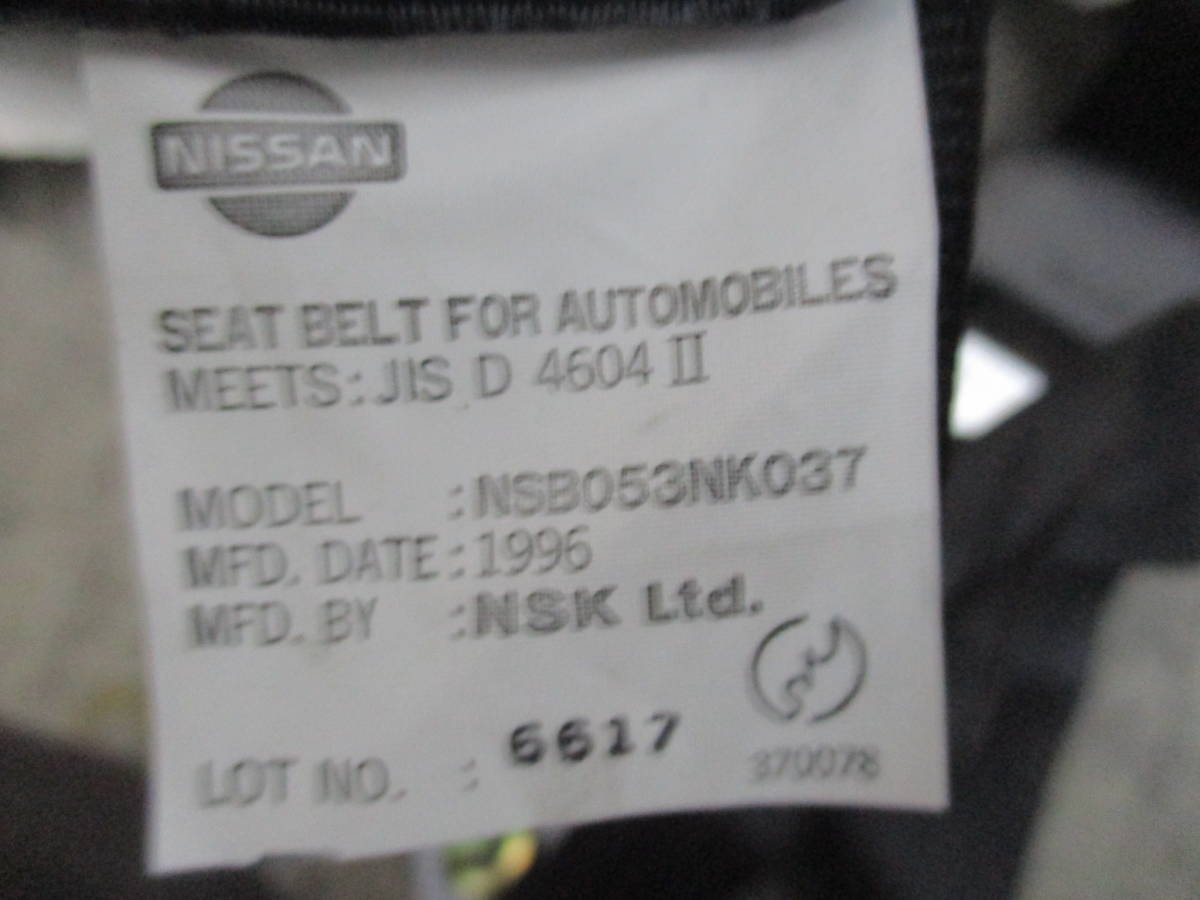 NISSAN
SEAT BELT FOR AUTOMOBILES
MEETS: JIS D 4604 II
MODEL : NSB053NK037
MFD. DATE : 1996
MFD. BY : NSK Ltd.
LOT NO. : 6617
370078